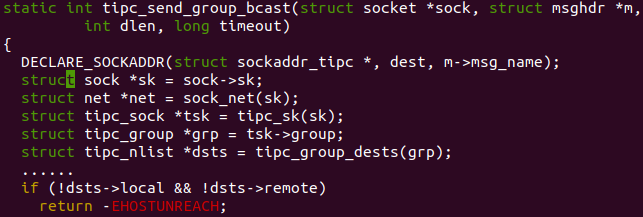 static int tipc_send_group_bcast(struct socket *sock, struct msghdr *m,
int dlen, long timeout)
{
DECLARE_SOCKADDR(struct sockaddr_tipc *, dest, m->msg_name);
struct sock *sk = sock->sk;
struct net *net = sock_net(sk);
struct tipc_sock *tsk = tipc_sk(sk);
struct tipc_group *grp = tsk->group;
struct tipc_nlist *dsts = tipc_group_dests(grp);
......
if (!dsts->local && !dsts->remote)
return -EHOSTUNREACH;